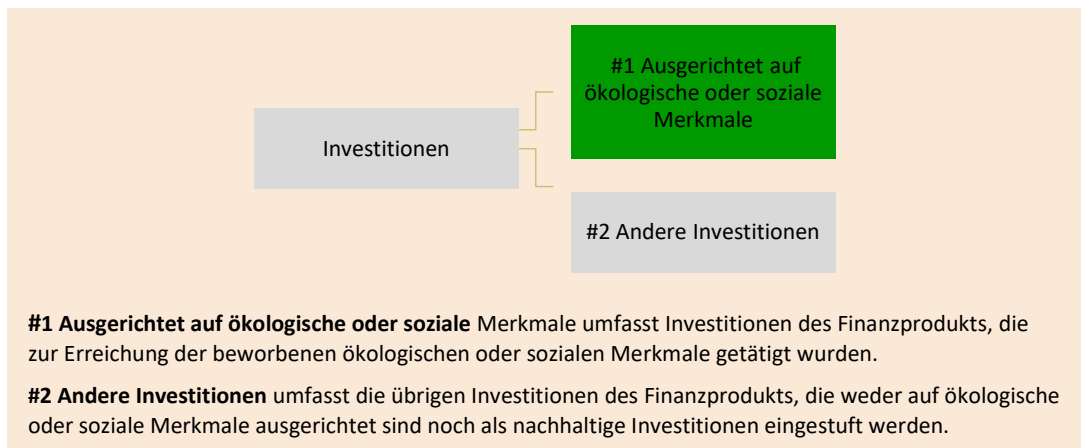 #1 Ausgerichtet auf
ökologische oder soziale
Merkmale
Investitionen
#2 Andere Investitionen
#1 Ausgerichtet auf ökologische oder soziale Merkmale umfasst Investitionen des Finanzprodukts, die
zur Erreichung der beworbenen ökologischen oder sozialen Merkmale getätigt wurden.
#2 Andere Investitionen umfasst die übrigen Investitionen des Finanzprodukts, die weder auf ökologische
oder soziale Merkmale ausgerichtet sind noch als nachhaltige Investitionen eingestuft werden.